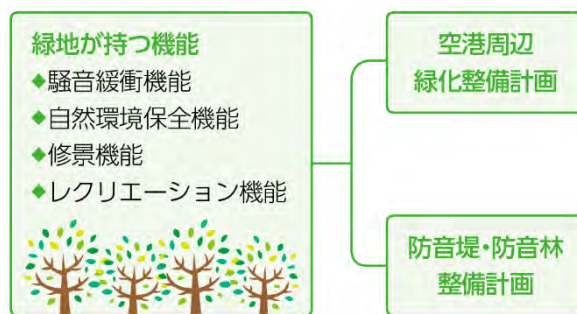 緑地が持つ機能
◆騒音緩衝機能
◆自然環境保全機能
◆修景機能
◆レクリエーション機能
空港周辺
緑化整備計画
防音堤・防音林
整備計画